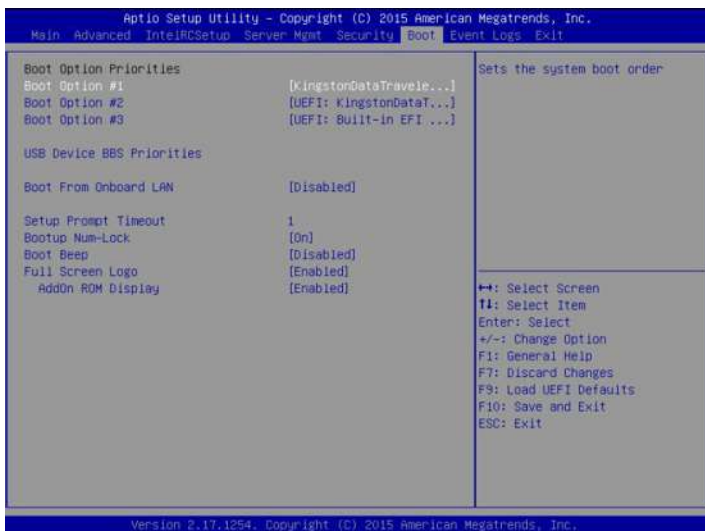 Aptio Setup Utility – Copyright (C) 2015 American Megatrends, Inc.
Main Advanced IntelRCSetup Server Mgmt Security Boot Event Logs Exit
Boot Option Priorities
Boot Option #1 [KingstonDataTravele...]
Boot Option #2 [UEFI: KingstonDataT...]
Boot Option #3 [UEFI: Built-in EFI ...]
USB Device BBS Priorities
Boot From Onboard LAN [Disabled]
Setup Prompt Timeout 1
Bootup Num-Lock [On]
Boot Beep [Disabled]
Full Screen Logo [Enabled]
AddOn ROM Display [Enabled]
Sets the system boot order
↔: Select Screen
↑↓: Select Item
Enter: Select
+/-: Change Option
F1: General Help
F7: Discard Changes
F9: Load UEFI Defaults
F10: Save and Exit
ESC: Exit
Version 2.17.1254. Copyright (C) 2015 American Megatrends, Inc.